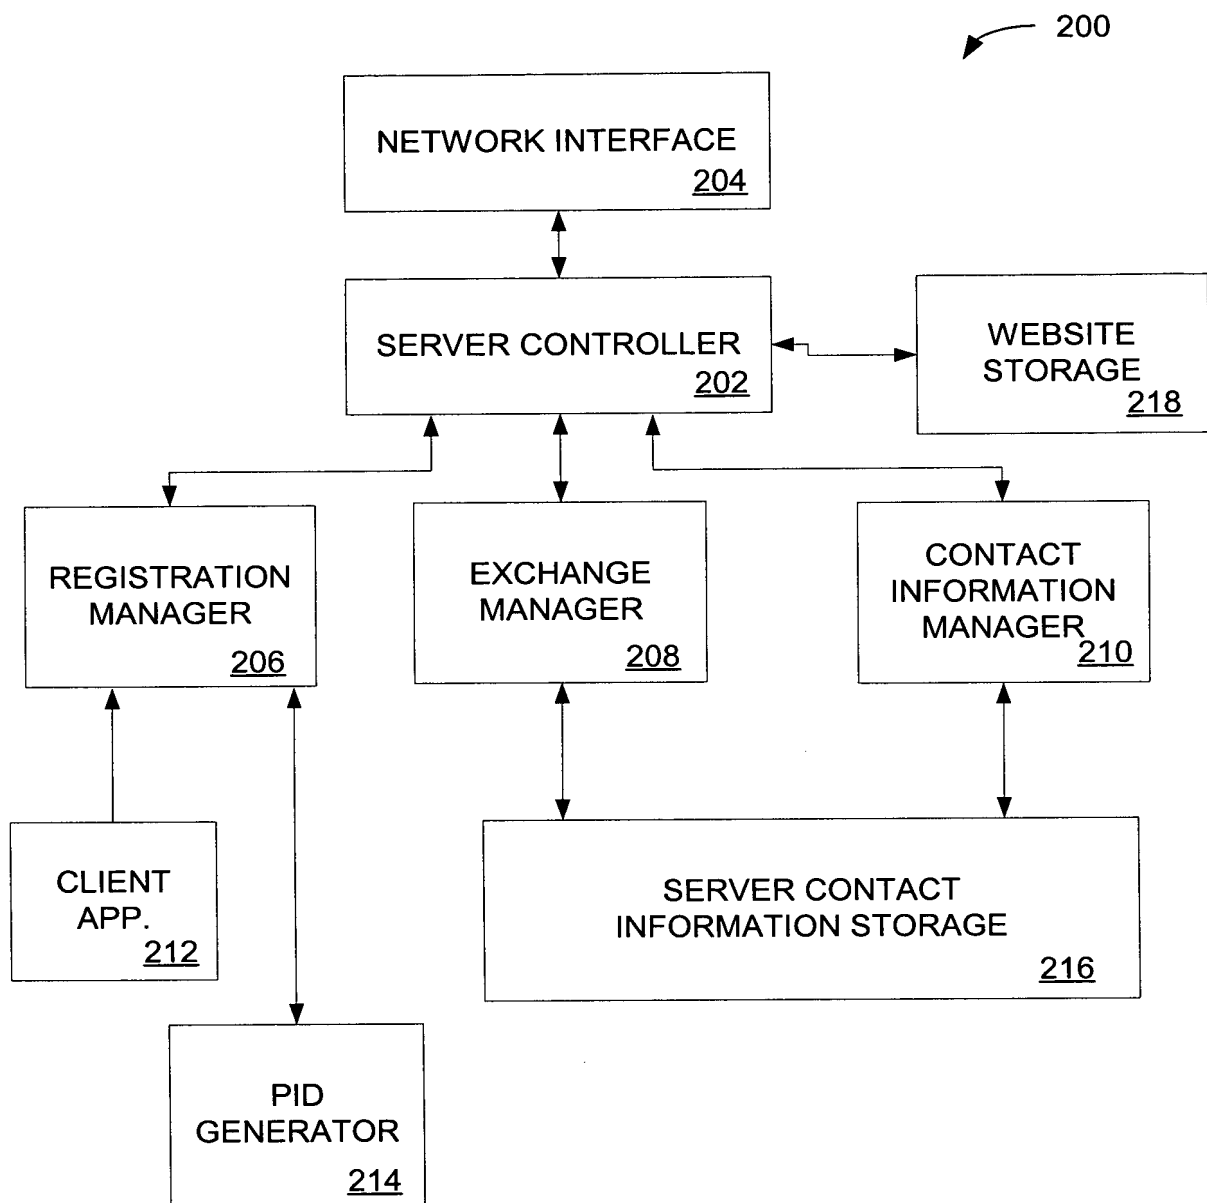 200
NETWORK INTERFACE
204
SERVER CONTROLLER
202
WEBSITE
STORAGE
218
REGISTRATION
MANAGER
206
EXCHANGE
MANAGER
208
CONTACT
INFORMATION
MANAGER
210
CLIENT
APP.
212
SERVER CONTACT
INFORMATION STORAGE
216
PID
GENERATOR
214